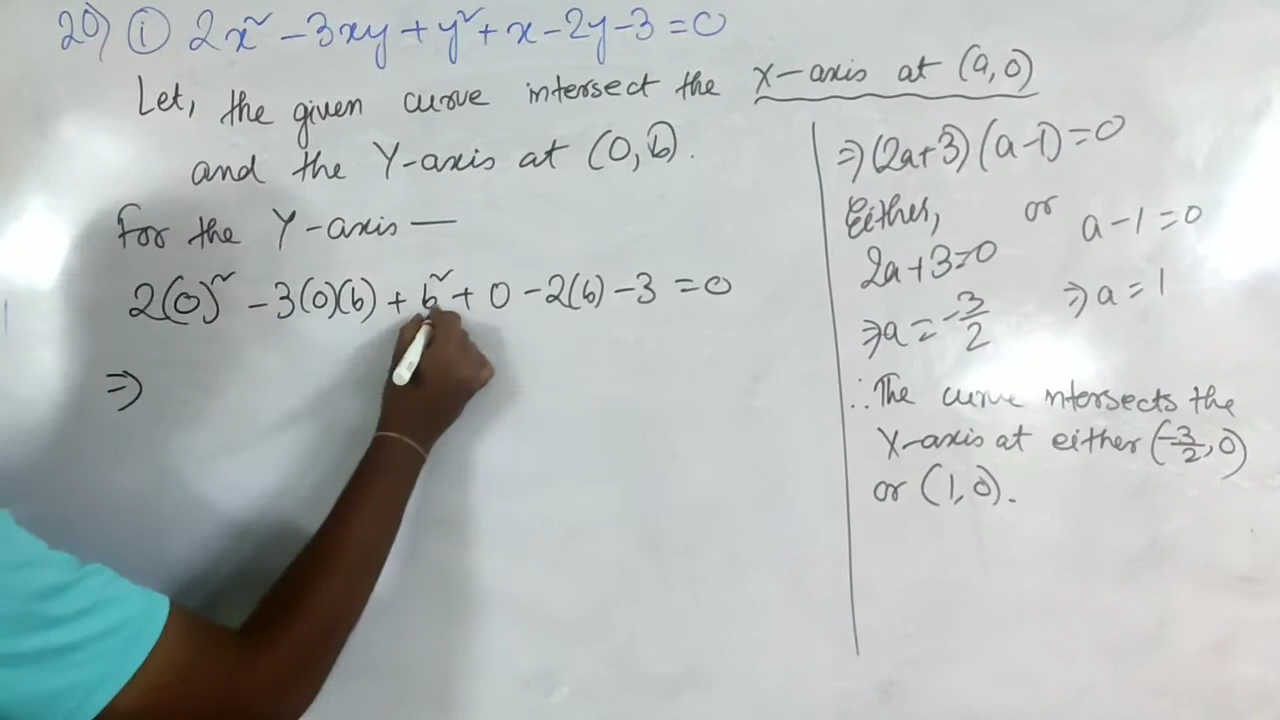 20) (i) 2x² - 3xy + y² + x - 2y - 3 = 0
Let, the given curve intersect the X-axis at (a, 0)
and the Y-axis at (0, b).
For the Y-axis —
2(0)² - 3(0)(b) + b² + 0 - 2(b) - 3 = 0
⇒
⇒ (2a+3)(a-1) = 0
Either, or a - 1 = 0
2a + 3 = 0
⇒ a = -3/2 ⇒ a = 1
∴ The curve ntersects the
X-axis at either (-3/2, 0)
or (1, 0).